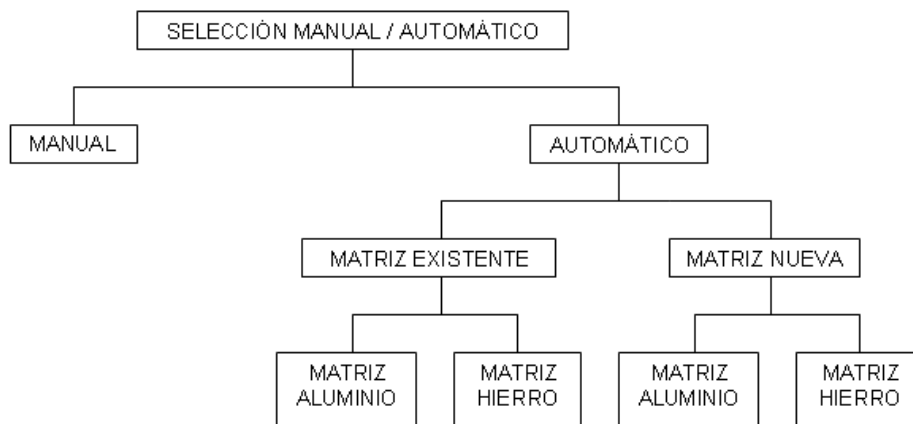 SELECCIÓN MANUAL / AUTOMÁTICO
MANUAL
AUTOMÁTICO
MATRIZ EXISTENTE
MATRIZ NUEVA
MATRIZ
ALUMINIO
MATRIZ
HIERRO
MATRIZ
ALUMINIO
MATRIZ
HIERRO